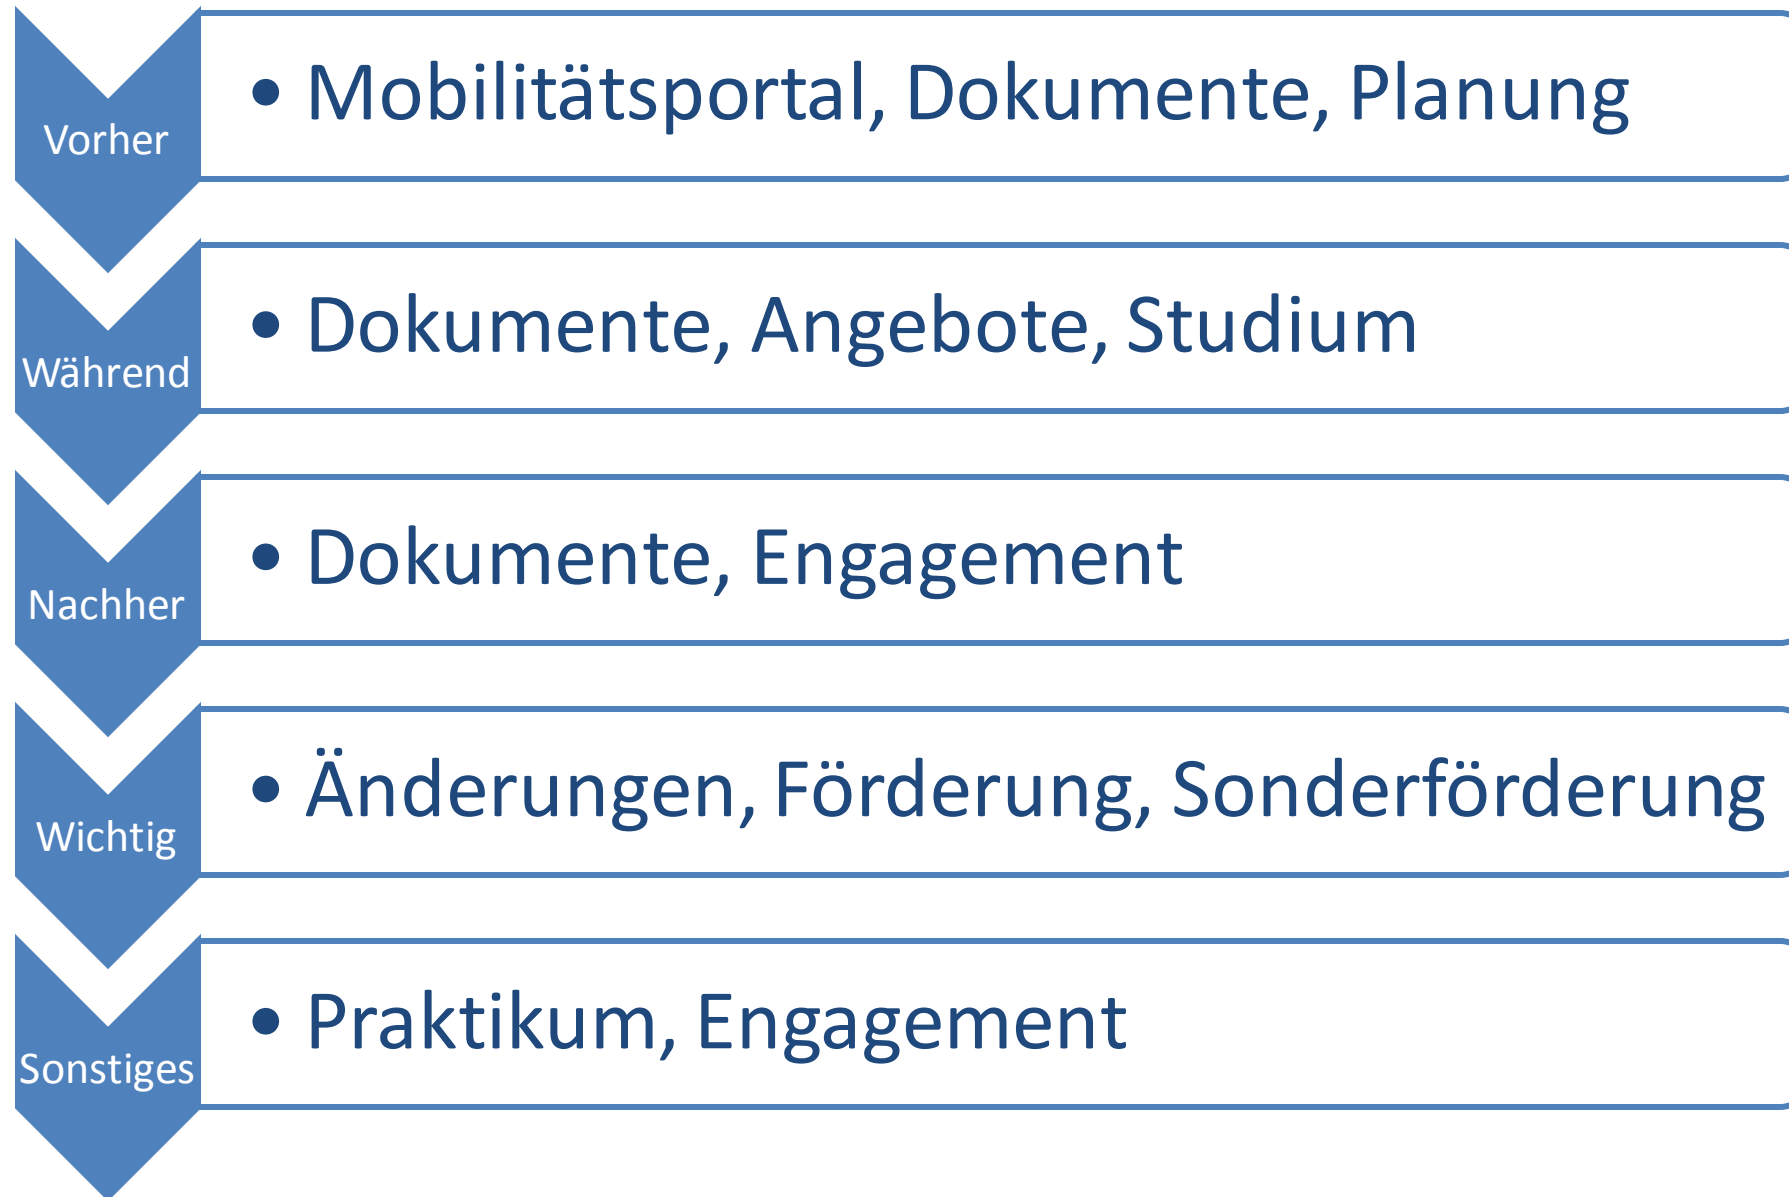 Vorher
• Mobilitätsportal, Dokumente, Planung
Während
• Dokumente, Angebote, Studium
Nachher
• Dokumente, Engagement
Wichtig
• Änderungen, Förderung, Sonderförderung
Sonstiges
• Praktikum, Engagement